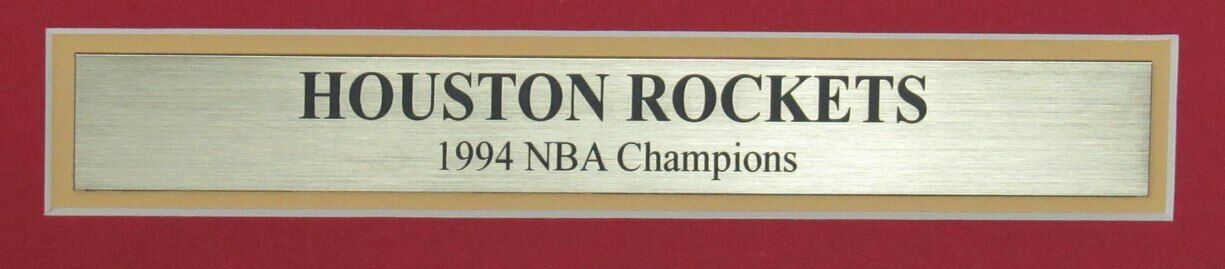 HOUSTON ROCKETS
1994 NBA Champions